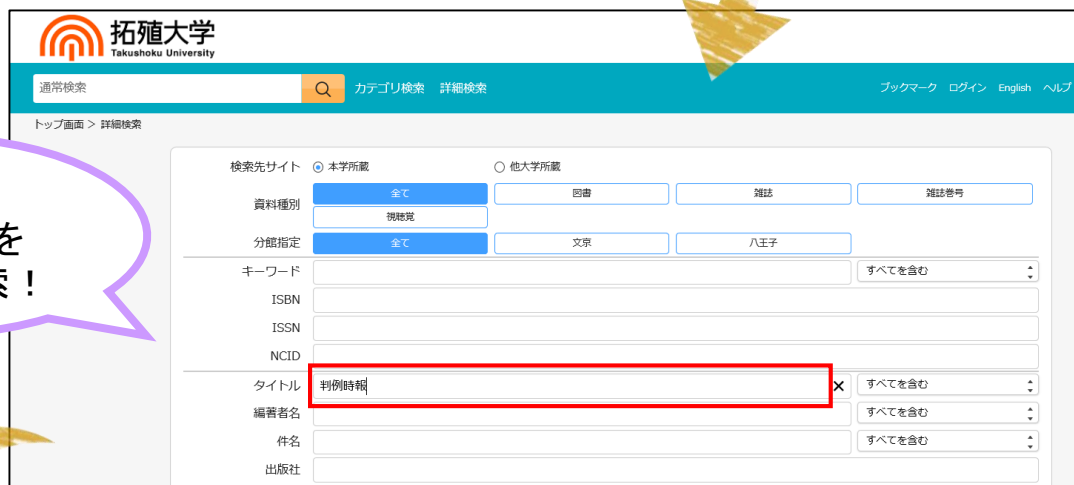 拓殖大学
Takushoku University
通常検索 カテゴリ検索 詳細検索 ブックマーク ログイン English ヘルプ
トップ画面 > 詳細検索
検索先サイト 本学所蔵 他大学所蔵
資料種別 全て 図書 雑誌 雑誌巻号
視聴覚
分館指定 全て 文京 八王子
を
索!
キーワード すべてを含む
ISBN
ISSN
NCID
タイトル 判例時報 × すべてを含む
編著者名 すべてを含む
件名 すべてを含む
出版社